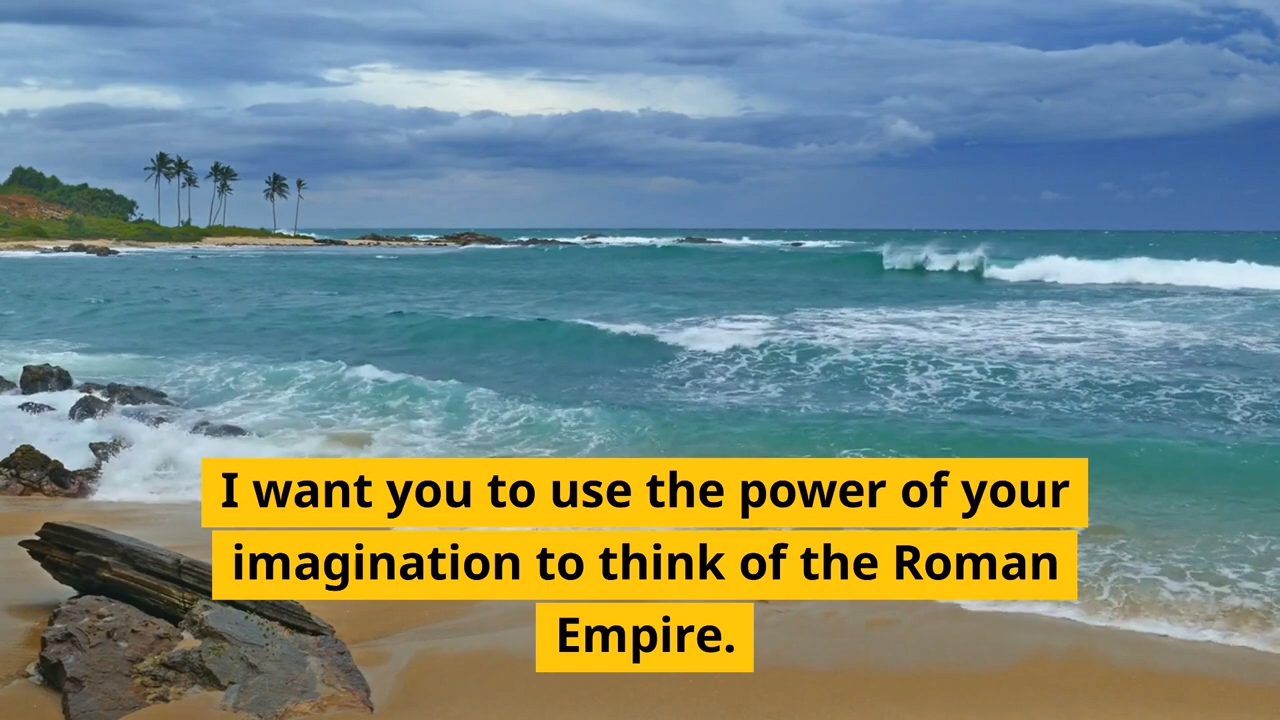 I want you to use the power of your
imagination to think of the Roman
Empire.